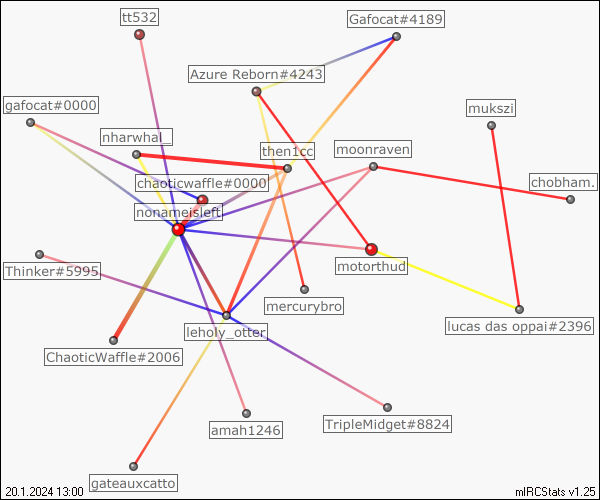 tt532
Gafocat#4189
Azure Reborn#4243
gafocat#0000
mukszi
nharwhal_
then1cc
moonraven
chaoticwaffle#0000
chobham.
nonameisleft
Thinker#5995
motorthud
mercurybro
lucas das oppai#2396
leholy_otter
ChaoticWaffle#2006
amah1246
TripleMidget#8824
gateauxcatto
20.1.2024 13:00
mIRCStats v1.25